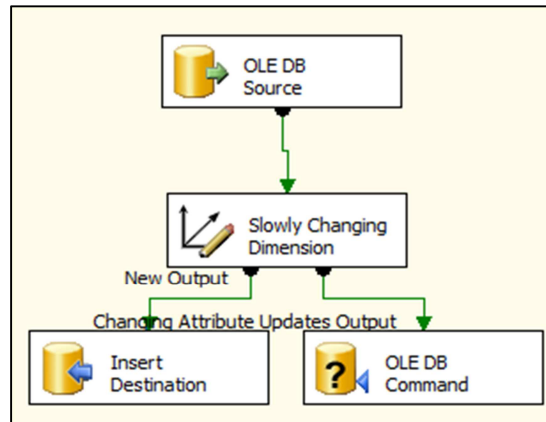 OLE DB
Source
Slowly Changing
Dimension
New Output
Changing Attribute Updates Output
Insert
Destination
?
OLE DB
Command